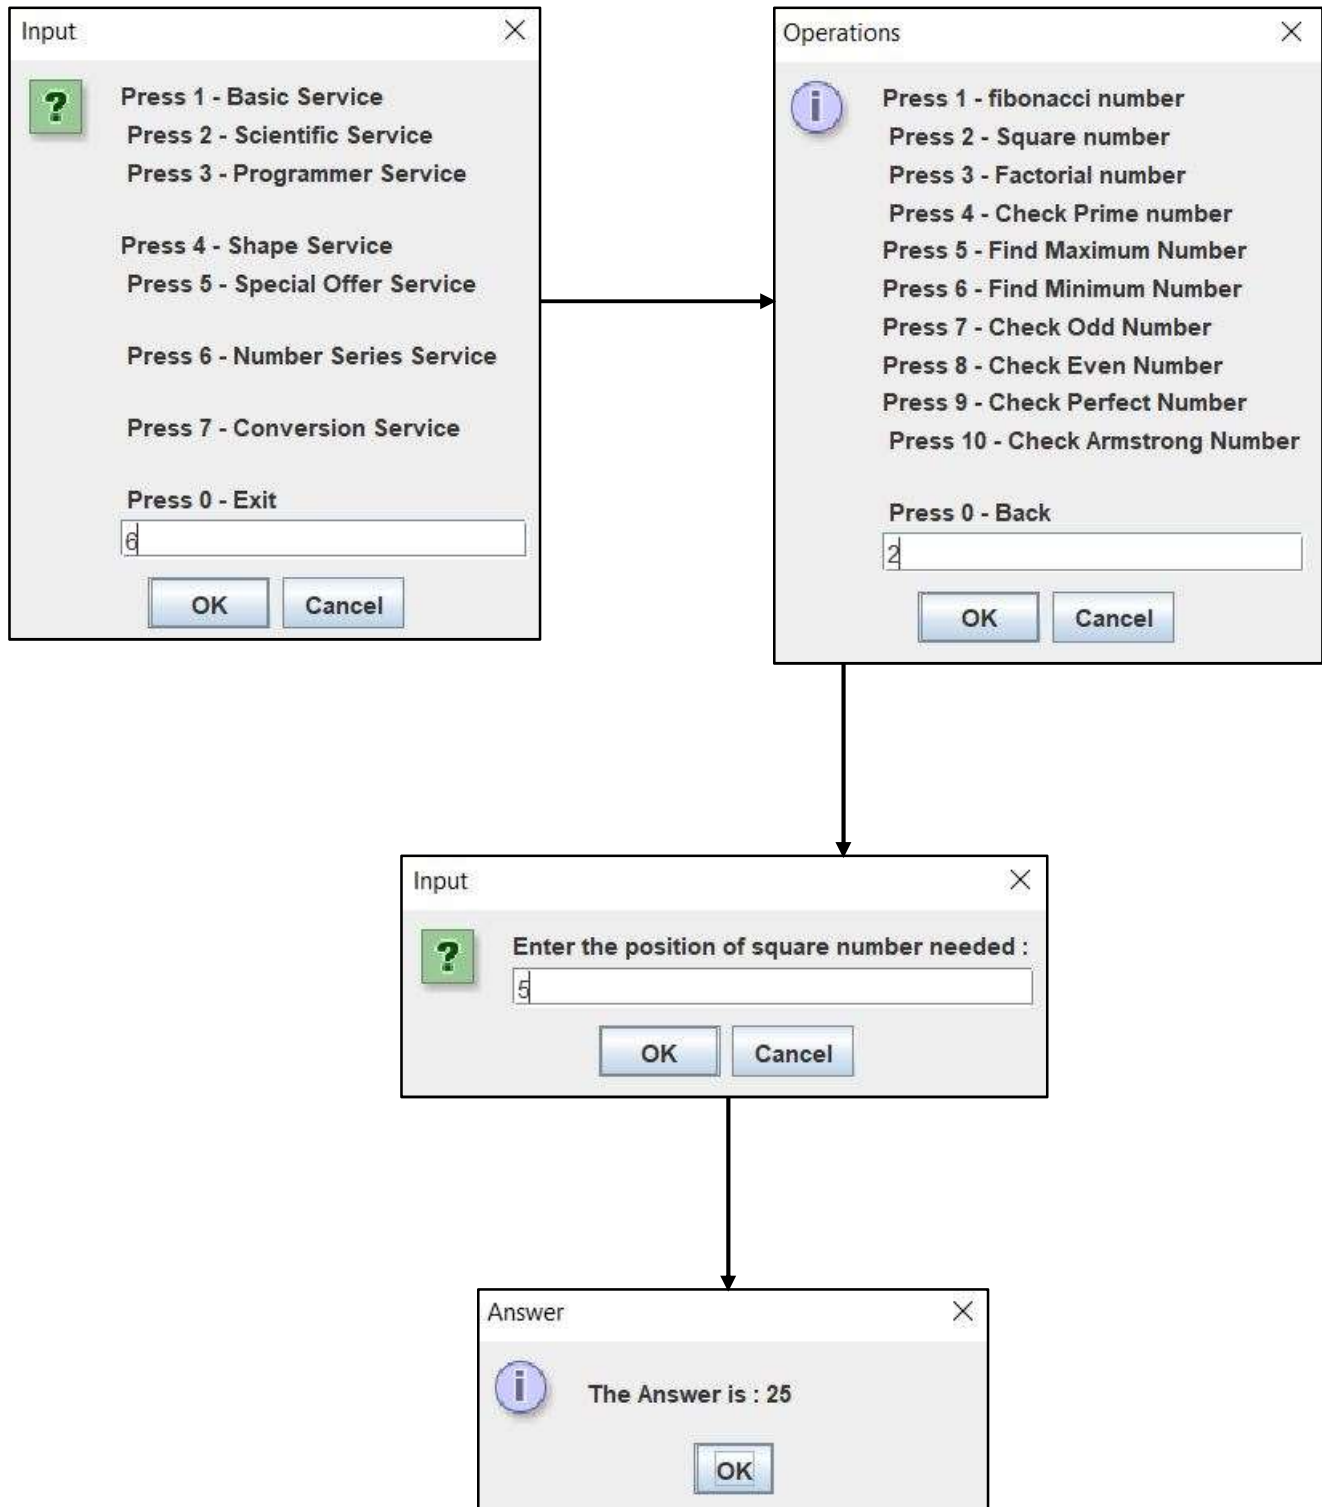 Input
Press 1 - Basic Service
Press 2 - Scientific Service
Press 3 - Programmer Service
Press 4 - Shape Service
Press 5 - Special Offer Service
Press 6 - Number Series Service
Press 7 - Conversion Service
Press 0 - Exit
6
OK Cancel
Operations
Press 1 - fibonacci number
Press 2 - Square number
Press 3 - Factorial number
Press 4 - Check Prime number
Press 5 - Find Maximum Number
Press 6 - Find Minimum Number
Press 7 - Check Odd Number
Press 8 - Check Even Number
Press 9 - Check Perfect Number
Press 10 - Check Armstrong Number
Press 0 - Back
2
OK Cancel
Input
Enter the position of square number needed :
5
OK Cancel
Answer
The Answer is : 25
OK